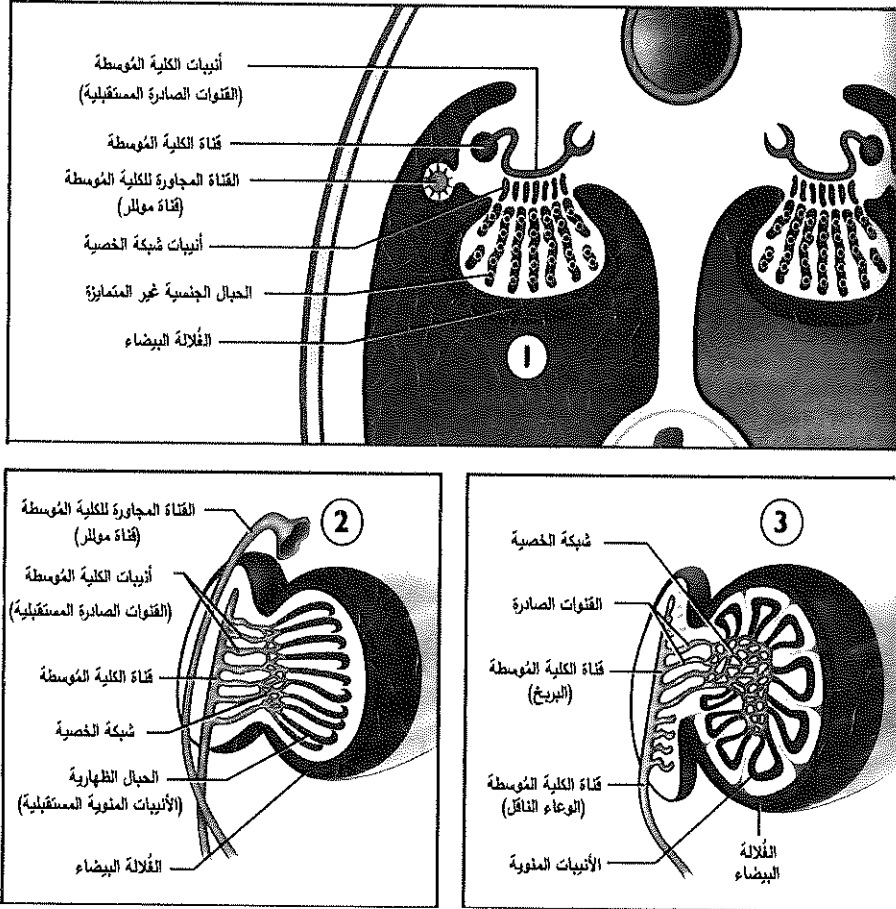 أنيبات الكلية المُوسطة
(القنوات الصادرة المستقبلية)
قناة الكلية المُوسطة
القناة المجاورة للكلية المُوسطة
(قناة موللر)
أنيبات شبكة الخصية
الحبال الجنسية غير المتمايزة
الغُلالة البيضاء
1
2
القناة المجاورة للكلية المُوسطة
(قناة موللر)
أنيبات الكلية المُوسطة
(القنوات الصادرة المستقبلية)
قناة الكلية المُوسطة
شبكة الخصية
الحبال الظهارية
(الأنيبات المنوية المستقبلية)
الغُلالة البيضاء
3
شبكة الخصية
القنوات الصادرة
قناة الكلية المُوسطة
(البربخ)
قناة الكلية المُوسطة
(الوعاء الناقل)
الأنيبات المنوية
الغُلالة
البيضاء